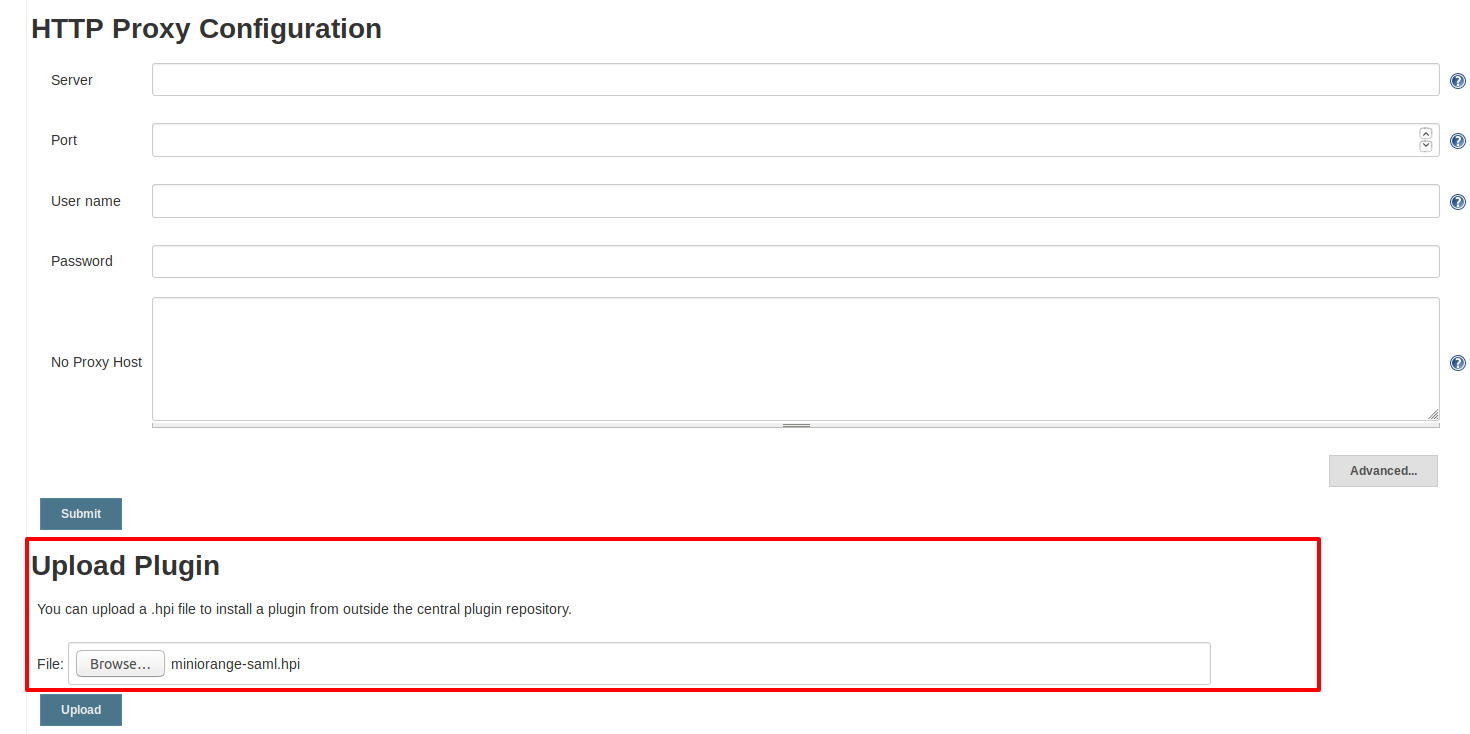 HTTP Proxy Configuration
Server
Port
User name
Password
No Proxy Host
Advanced...
Submit
Upload Plugin
You can upload a .hpi file to install a plugin from outside the central plugin repository.
File: Browse... miniorange-saml.hpi
Upload